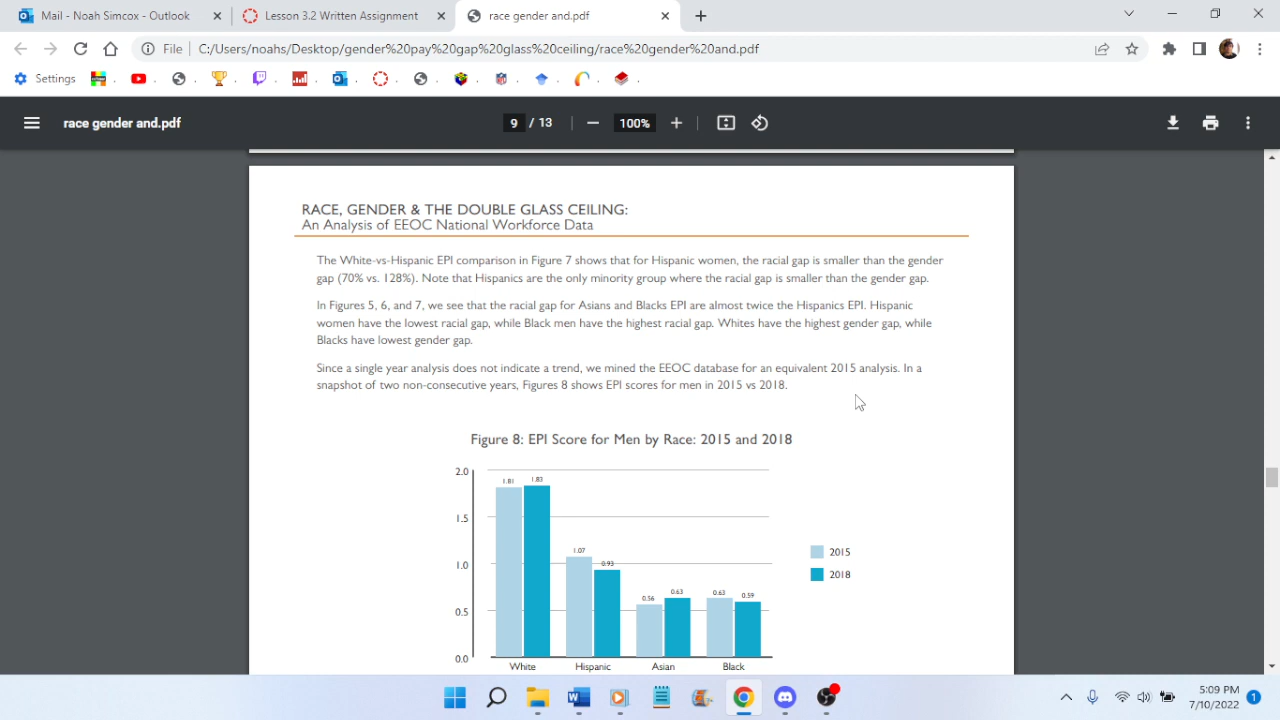 Mail - Noah Simcox - Outlook
Lesson 3.2 Written Assignment
race gender and.pdf
File
C:/Users/noahs/Desktop/gender%20pay%20gap%20glass%20ceiling/race%20gender%20and.pdf
Settings
race gender and.pdf
9 / 13
100%
RACE, GENDER & THE DOUBLE GLASS CEILING:
An Analysis of EEOC National Workforce Data
The White-vs-Hispanic EPI comparison in Figure 7 shows that for Hispanic women, the racial gap is smaller than the gender
gap (70% vs. 128%). Note that Hispanics are the only minority group where the racial gap is smaller than the gender gap.
In Figures 5, 6, and 7, we see that the racial gap for Asians and Blacks EPI are almost twice the Hispanics EPI. Hispanic
women have the lowest racial gap, while Black men have the highest racial gap. Whites have the highest gender gap, while
Blacks have lowest gender gap.
Since a single year analysis does not indicate a trend, we mined the EEOC database for an equivalent 2015 analysis. In a
snapshot of two non-consecutive years, Figures 8 shows EPI scores for men in 2015 vs 2018.
Figure 8: EPI Score for Men by Race: 2015 and 2018
2.0
1.81
1.83
1.5
1.07
2015
1.0
0.93
2018
0.56
0.63
0.63
0.59
0.5
0.0
White
Hispanic
Asian
Black
5:09 PM
7/10/2022
1